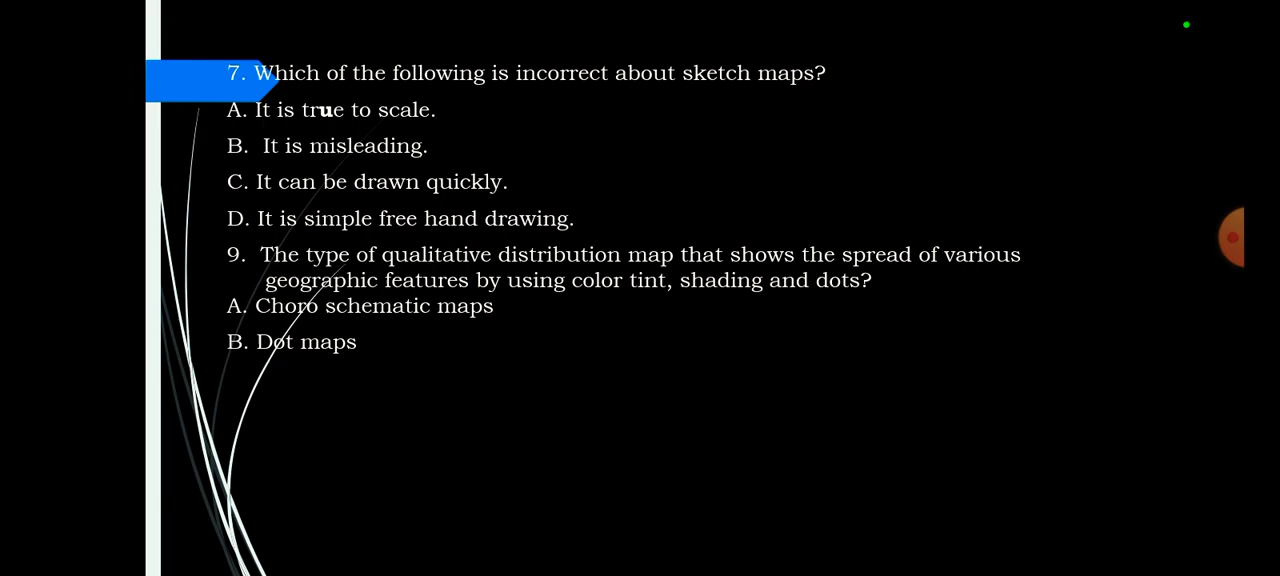 7. Which of the following is incorrect about sketch maps?
A. It is true to scale.
B. It is misleading.
C. It can be drawn quickly.
D. It is simple free hand drawing.
9. The type of qualitative distribution map that shows the spread of various
geographic features by using color tint, shading and dots?
A. Choro schematic maps
B. Dot maps